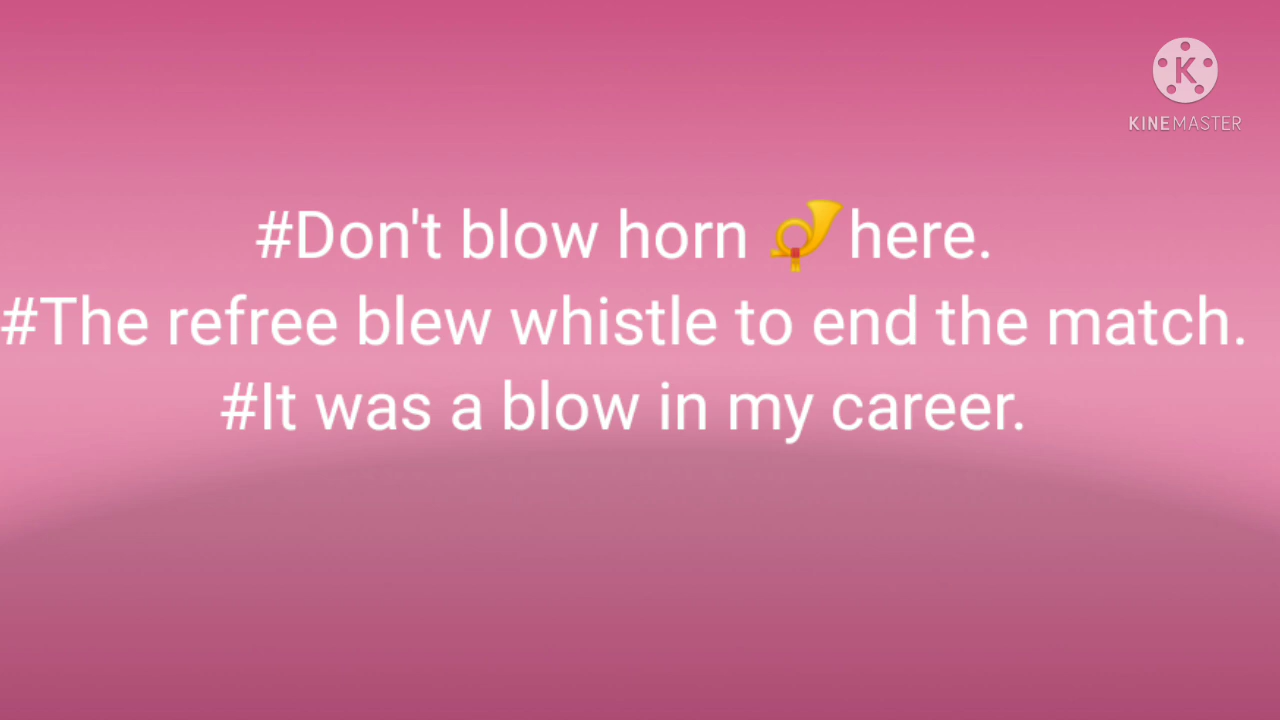 KINEMASTER
#Don't blow horn 📯here.
#The refree blew whistle to end the match.
#It was a blow in my career.